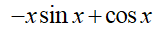 −x sin x + cos x